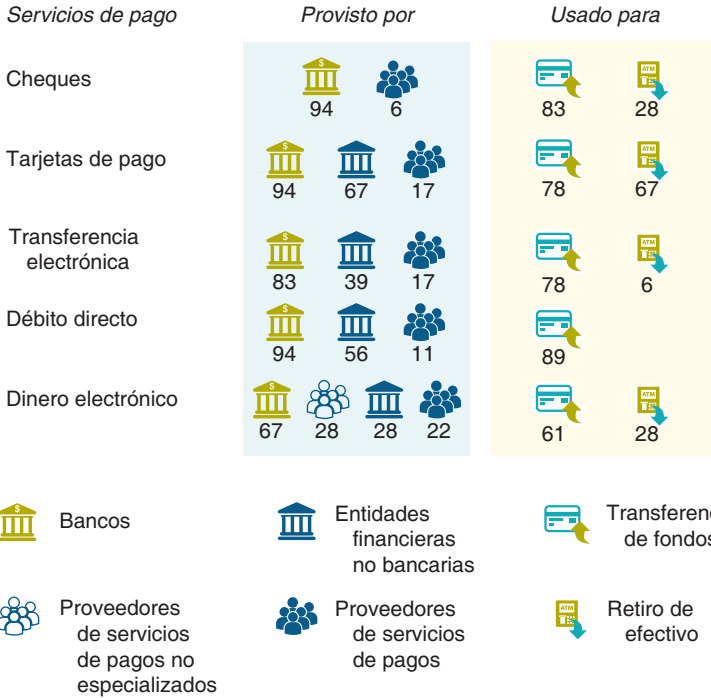 Servicios de pago Provisto por Usado para
Cheques
94 6 83 28
Tarjetas de pago
94 67 17 78 67
Transferencia
electrónica
83 39 17 78 6
Débito directo
94 56 11 89
Dinero electrónico
67 28 28 22 61 28
Bancos
Entidades
financieras
no bancarias
Transferenc
de fondos
Proveedores
de servicios
de pagos no
especializados
Proveedores
de servicios
de pagos
Retiro de
efectivo